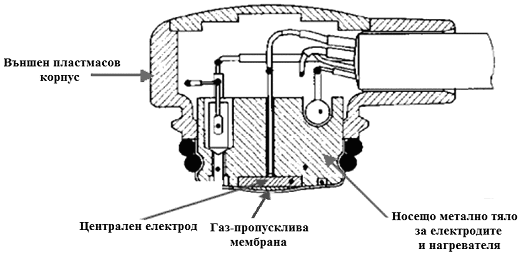 Външен пластмасов
корпус
Централен електрод
Газ-пропусклива
мембрана
Носещо метално тяло
за електродите
и нагревателя